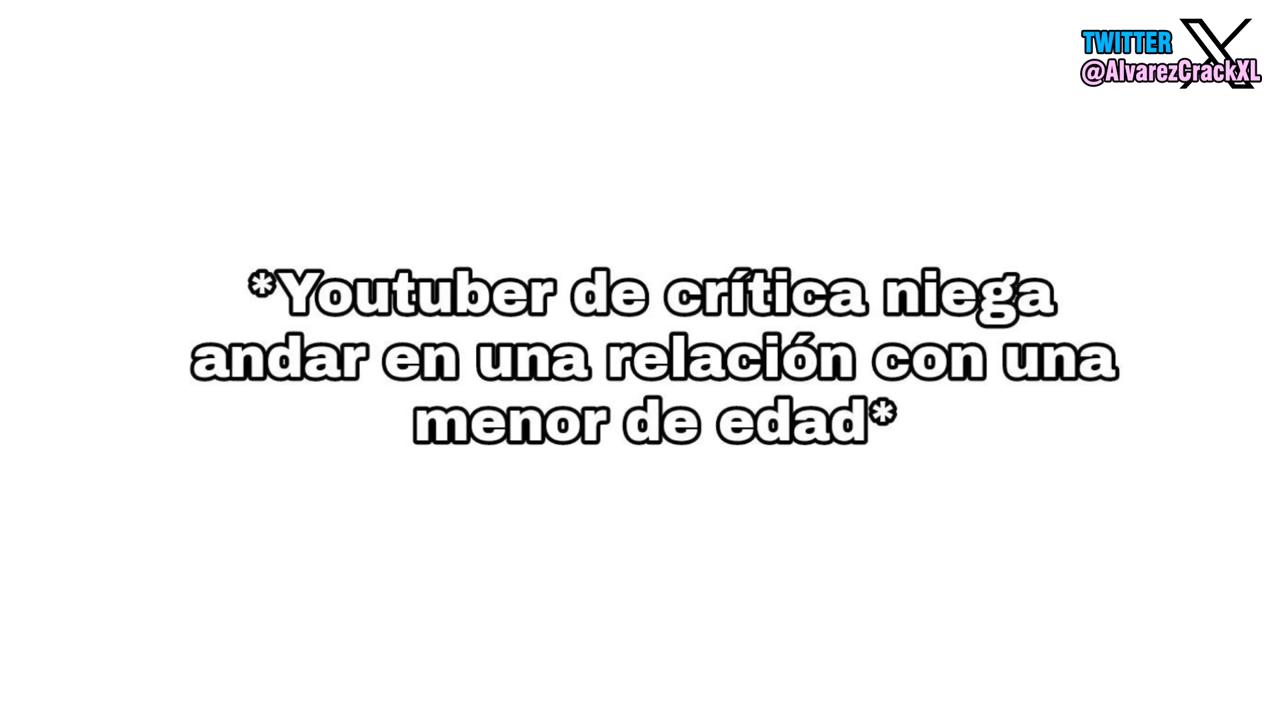 TWITTER
@AlvarezCrackXL
*Youtuber de crítica niega
andar en una relación con una
menor de edad*